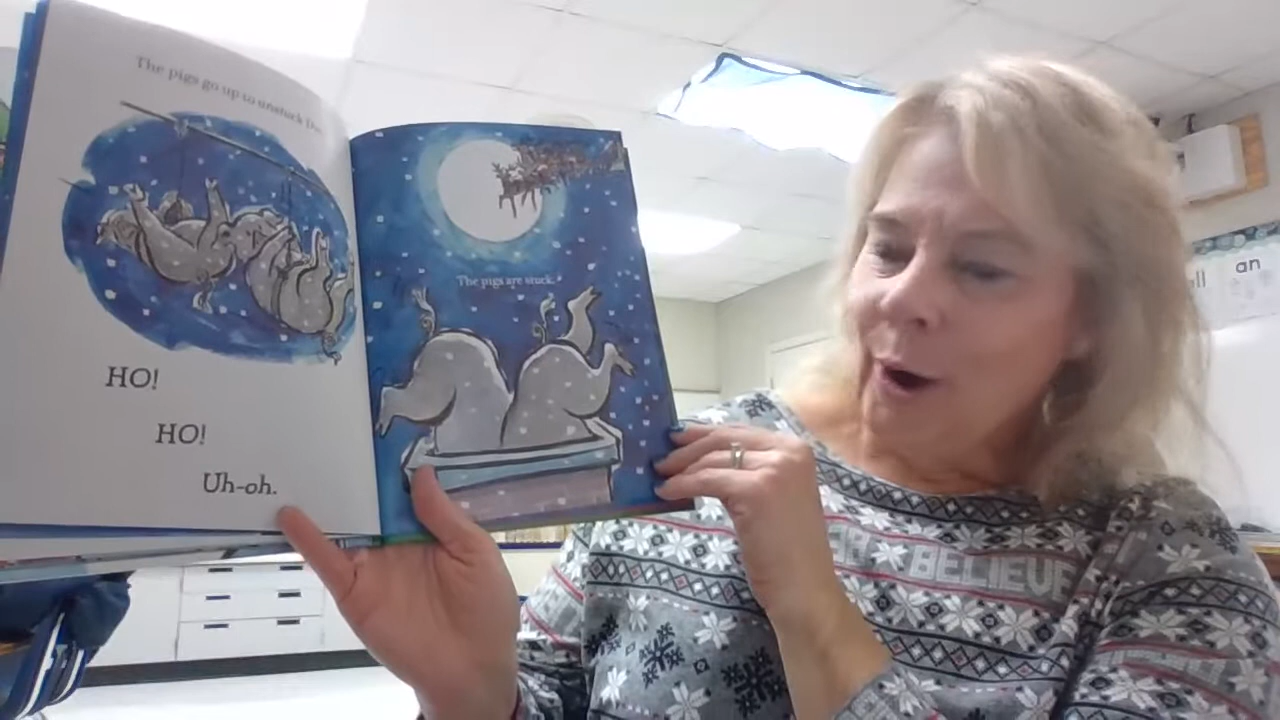 The pigs go up to unstuck
HO!
HO!
Uh-oh.
The pigs are stuck.
BELIEVE
an